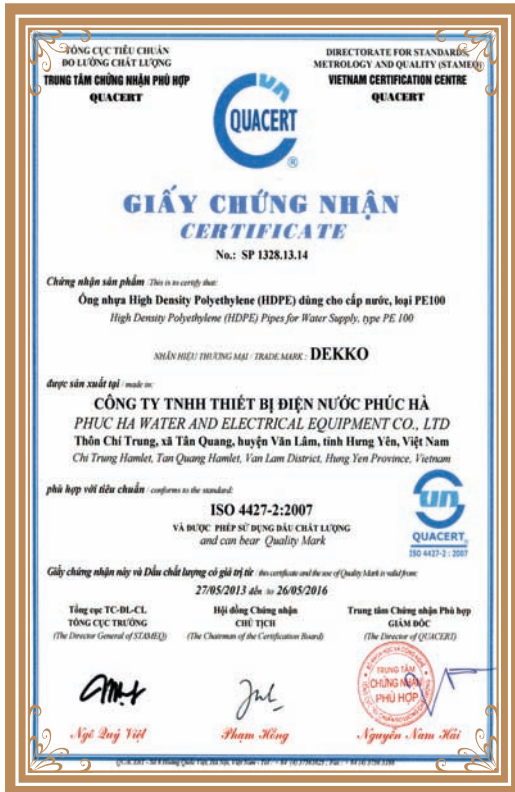 TỔNG CỤC TIÊU CHUẨN
ĐO LƯỜNG CHẤT LƯỢNG
TRUNG TÂM CHỨNG NHẬN PHÙ HỢP
QUACERT
DIRECTORATE FOR STANDARDS,
METROLOGY AND QUALITY (STAMEQ)
VIETNAM CERTIFICATION CENTRE
QUACERT
QUACERT
®
GIẤY CHỨNG NHẬN
CERTIFICATE
No.: SP 1328.13.14
Chứng nhận sản phẩm / This is to certify that:
Ống nhựa High Density Polyethylene (HDPE) dùng cho cấp nước, loại PE100
High Density Polyethylene (HDPE) Pipes for Water Supply, type PE 100
NHÃN HIỆU THƯƠNG MẠI / TRADE MARK : DEKKO
được sản xuất tại / made in:
CÔNG TY TNHH THIẾT BỊ ĐIỆN NƯỚC PHÚC HÀ
PHUC HA WATER AND ELECTRICAL EQUIPMENT CO., LTD
Thôn Chí Trung, xã Tân Quang, huyện Văn Lâm, tỉnh Hưng Yên, Việt Nam
Chi Trung Hamlet, Tan Quang Hamlet, Van Lam District, Hung Yen Province, Vietnam
phù hợp với tiêu chuẩn / conforms to the standard:
ISO 4427-2:2007
VÀ ĐƯỢC PHÉP SỬ DỤNG DẤU CHẤT LƯỢNG
and can bear Quality Mark
QUACERT
ISO 4427-2 : 2007
Giấy chứng nhận này và Dấu chất lượng có giá trị từ / this certificate and the use of Quality Mark is valid from:
27/05/2013 đến / to 26/05/2016
Tổng cục TC-ĐL-CL
TỔNG CỤC TRƯỞNG
(The Director General of STAMEQ)
Hội đồng Chứng nhận
CHỦ TỊCH
(The Chairman of the Certification Board)
Trung tâm Chứng nhận Phù hợp
GIÁM ĐỐC
(The Director of QUACERT)
TRUNG TÂM
CHỨNG NHẬN
PHÙ HỢP
Ngô Quý Việt
Phạm Hồng
Nguyễn Nam Hải